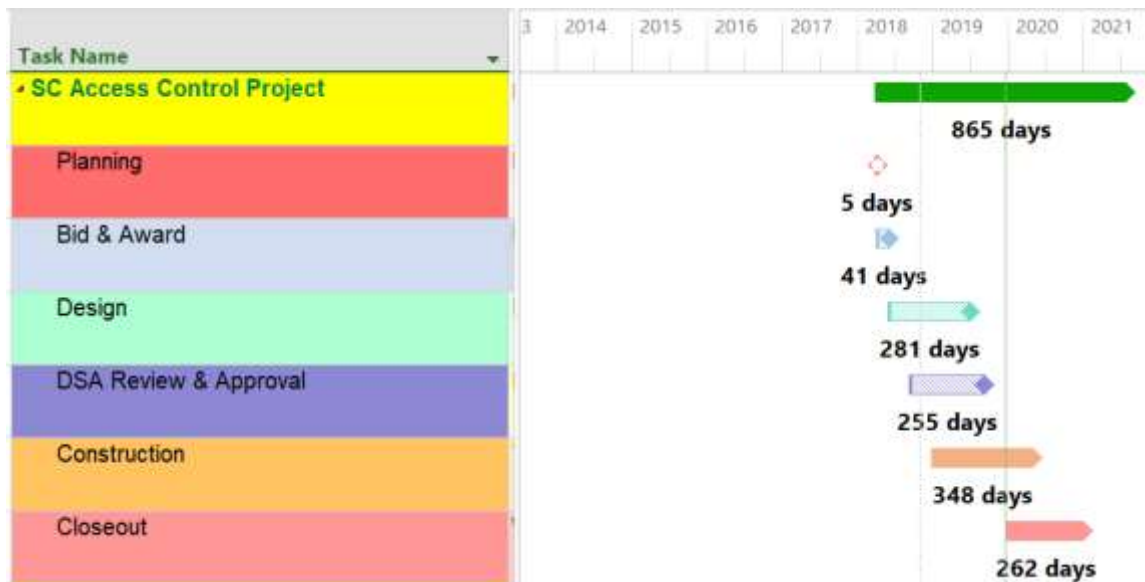 3 2014 2015 2016 2017 2018 2019 2020 2021
Task Name
SC Access Control Project
865 days
Planning
5 days
Bid & Award
41 days
Design
281 days
DSA Review & Approval
255 days
Construction
348 days
Closeout
262 days